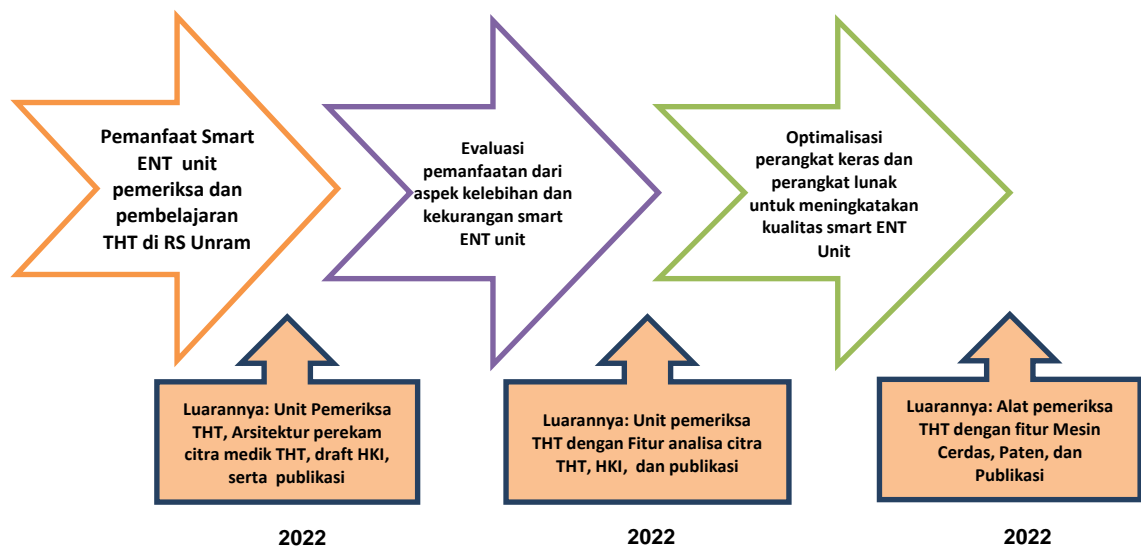 Pemanfaat Smart
ENT unit
pemeriksa dan
pembelajaran
THT di RS Unram
Evaluasi
pemanfaatan dari
aspek kelebihan dan
kekurangan smart
ENT unit
Optimalisasi
perangkat keras dan
perangkat lunak
untuk meningkatakan
kualitas smart ENT
Unit
Luarannya: Unit Pemeriksa
THT, Arsitektur perekam
citra medik THT, draft HKI,
serta publikasi
Luarannya: Unit pemeriksa
THT dengan Fitur analisa citra
THT, HKI, dan publikasi
Luarannya: Alat pemeriksa
THT dengan fitur Mesin
Cerdas, Paten, dan
Publikasi
2022
2022
2022